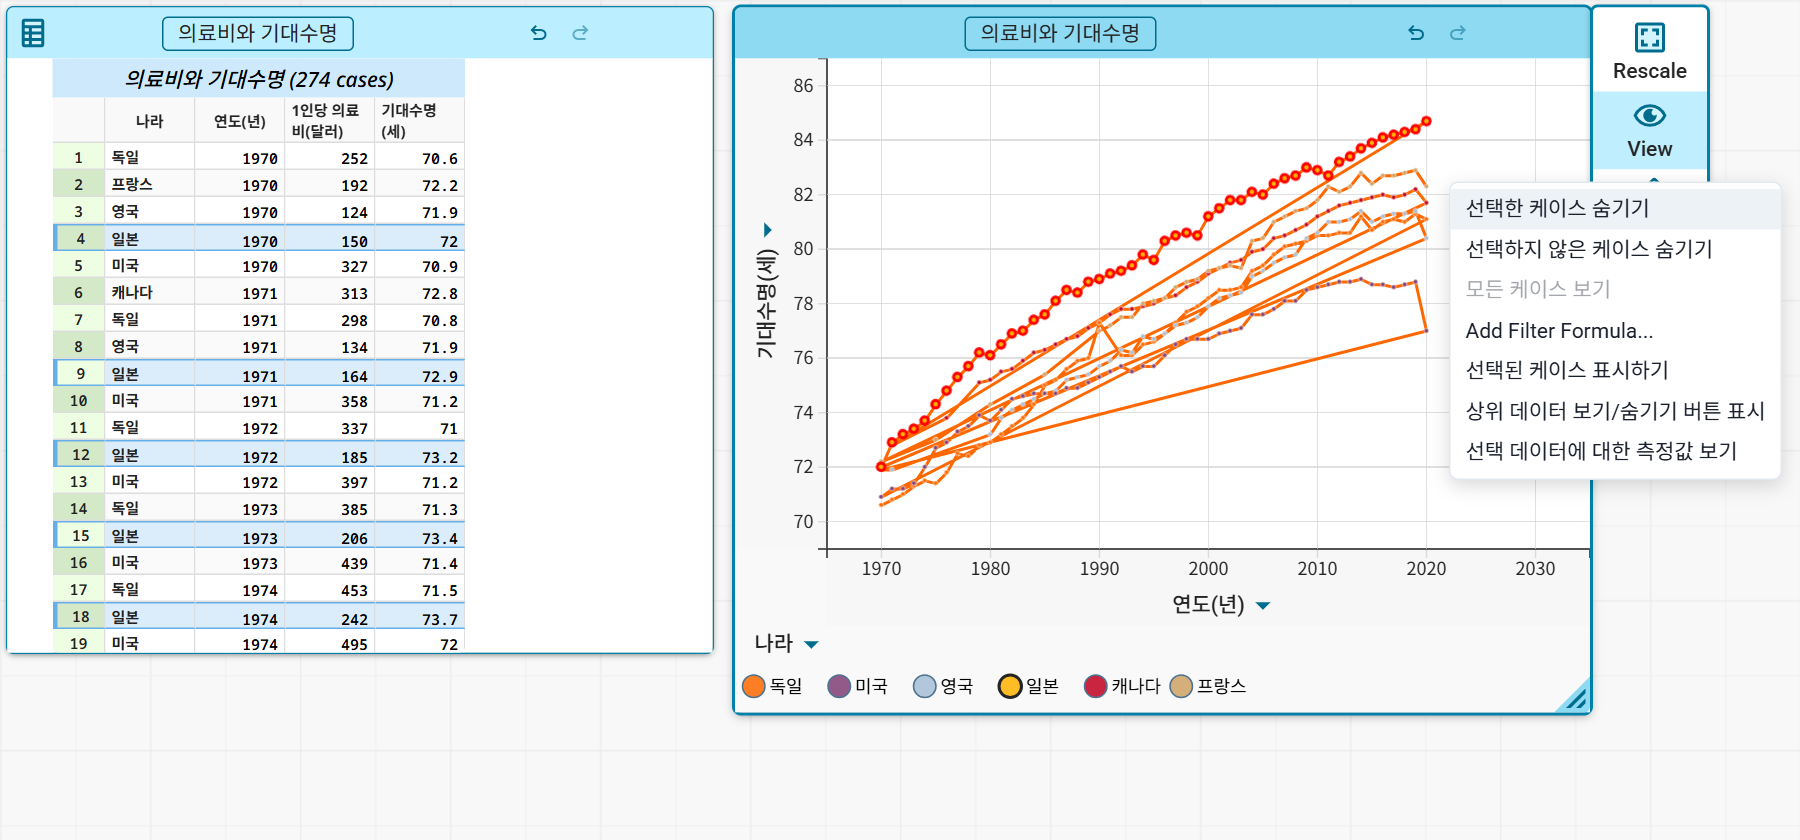 의료비와 기대수명
의료비와 기대수명 (274 cases)
나라 연도(년) 1인당 의료비(달러) 기대수명(세)
1 독일 1970 252 70.6
2 프랑스 1970 192 72.2
3 영국 1970 124 71.9
4 일본 1970 150 72
5 미국 1970 327 70.9
6 캐나다 1971 313 72.8
7 독일 1971 298 70.8
8 영국 1971 134 71.9
9 일본 1971 164 72.9
10 미국 1971 358 71.2
11 독일 1972 337 71
12 일본 1972 185 73.2
13 미국 1972 397 71.2
14 독일 1973 385 71.3
15 일본 1973 206 73.4
16 미국 1973 439 71.4
17 독일 1974 453 71.5
18 일본 1974 242 73.7
19 미국 1974 495 72
의료비와 기대수명
86
84
82
80
78
76
74
72
70
기대수명(세)
1970 1980 1990 2000 2010 2020 2030
연도(년)
나라
독일 미국 영국 일본 캐나다 프랑스
Rescale
View
선택한 케이스 숨기기
선택하지 않은 케이스 숨기기
모든 케이스 보기
Add Filter Formula...
선택된 케이스 표시하기
상위 데이터 보기/숨기기 버튼 표시
선택 데이터에 대한 측정값 보기